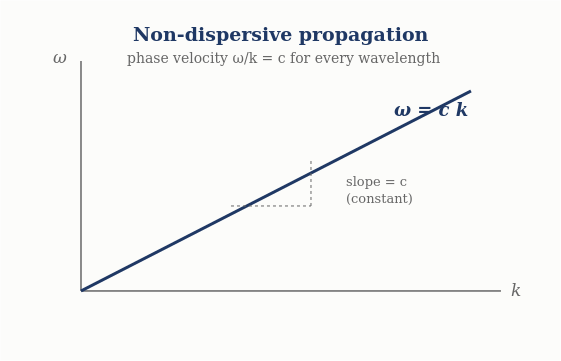 Non-dispersive propagation
phase velocity ω/k = c for every wavelength
ω
ω = c k
slope = c
(constant)
k